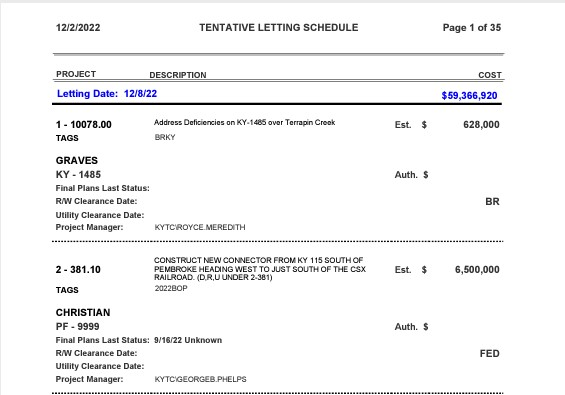 12/2/2022 TENTATIVE LETTING SCHEDULE Page 1 of 35
PROJECT DESCRIPTION COST
Letting Date: 12/8/22 $59,366,920
1 - 10078.00 Address Deficiencies on KY-1485 over Terrapin Creek Est. $ 628,000
TAGS BRKY
GRAVES
KY - 1485 Auth. $
Final Plans Last Status:
R/W Clearance Date: BR
Utility Clearance Date:
Project Manager: KYTC\ROYCE.MEREDITH
2 - 381.10 CONSTRUCT NEW CONNECTOR FROM KY 115 SOUTH OF
PEMBROKE HEADING WEST TO JUST SOUTH OF THE CSX Est. $ 6,500,000
RAILROAD. (D,R,U UNDER 2-381)
TAGS 2022BOP
CHRISTIAN
PF - 9999 Auth. $
Final Plans Last Status: 9/16/22 Unknown
R/W Clearance Date: FED
Utility Clearance Date:
Project Manager: KYTC\GEORGEB.PHELPS